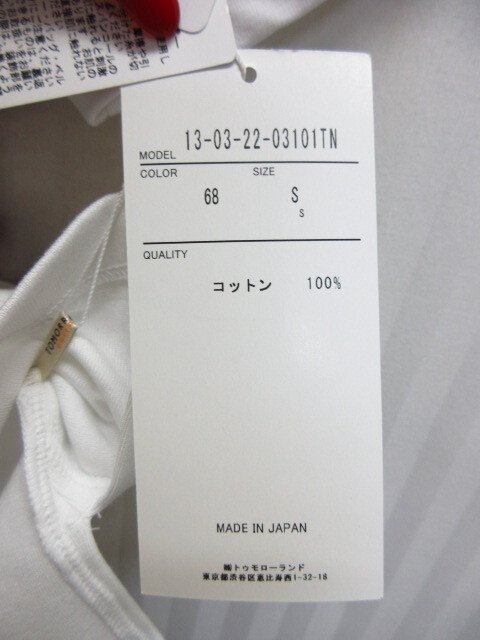 MODEL 13-03-22-03101TN
COLOR SIZE
68 S
S
QUALITY
コットン 100%
MADE IN JAPAN
㈱トゥモローランド
東京都渋谷区恵比寿西1-32-18
TOMORR